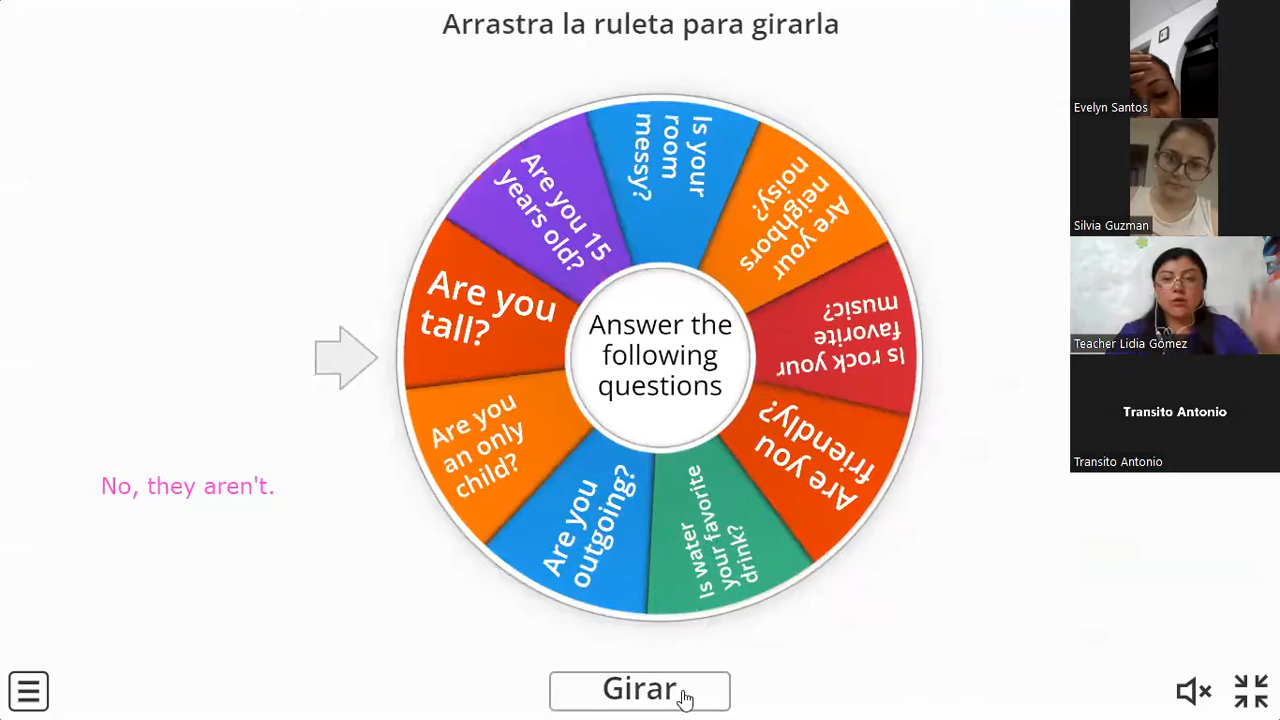 Arrastra la ruleta para girarla
Is your
room
messy?
Are your
neighbors
noisy?
Is rock your
favorite
music?
Are you
friendly?
Is water
your favorite
drink?
Are you
outgoing?
Are you
an only
child?
Are you
tall?
Are you 15
years old?
Answer the
following
questions
No, they aren't.
Girar
Evelyn Santos
Silvia Guzman
Teacher Lidia Gómez
Transito Antonio
Transito Antonio